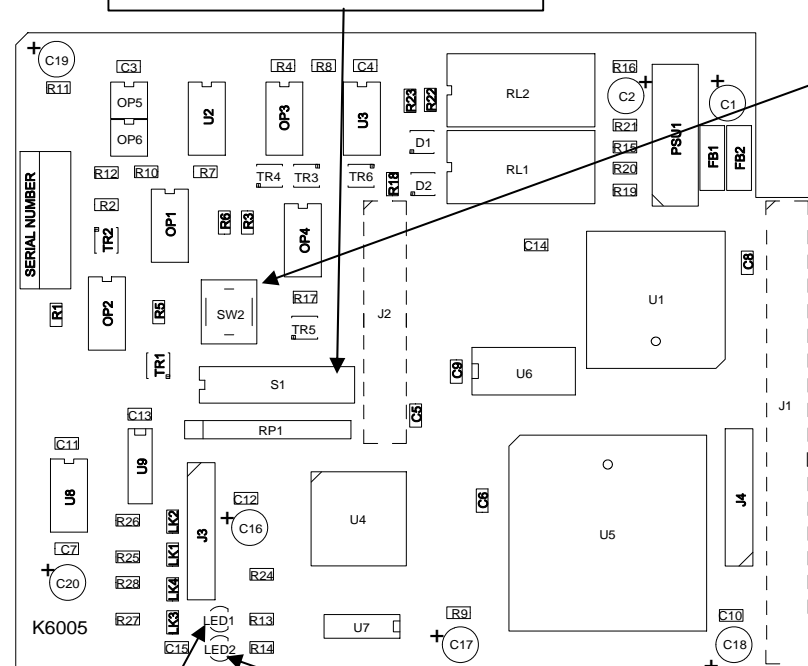 C19
R11
C3
OP5
OP6
U2
R4
R8
C4
OP3
U3
R23
R22
RL2
R16
C2
C1
R21
PSU1
FB1
FB2
D1
RL1
R15
R20
R19
R12
R10
R7
TR4
TR3
TR6
R18
D2
SERIAL NUMBER
R2
TR2
OP1
R6
R3
OP4
C14
C8
R1
OP2
R5
SW2
R17
TR5
J2
U1
TR1
S1
C9
U6
J1
C13
RP1
C5
C11
U9
U8
J3
C12
C16
U4
C6
U5
J4
R26
LK2
C7
R25
LK1
C20
R28
LK4
R24
K6005
R27
LK3
LED1
R13
U7
R9
C17
C10
C18
C15
LED2
R14